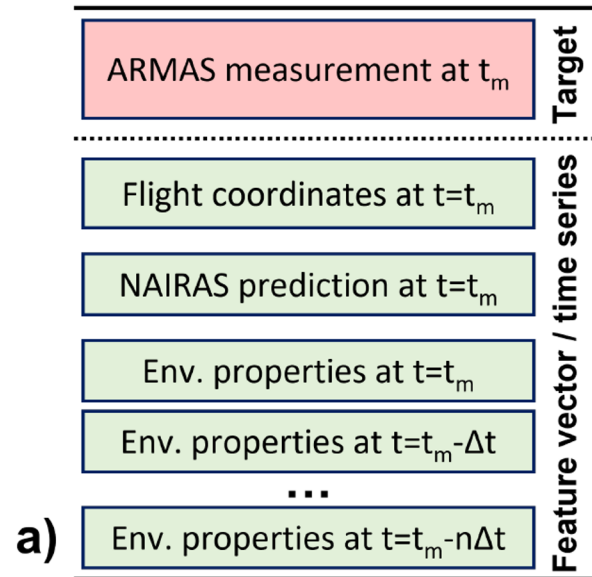 ARMAS measurement at tm
Target
Flight coordinates at t=tm
NAIRAS prediction at t=tm
Env. properties at t=tm
Env. properties at t=tm-Δt
...
Env. properties at t=tm-nΔt
Feature vector / time series
a)